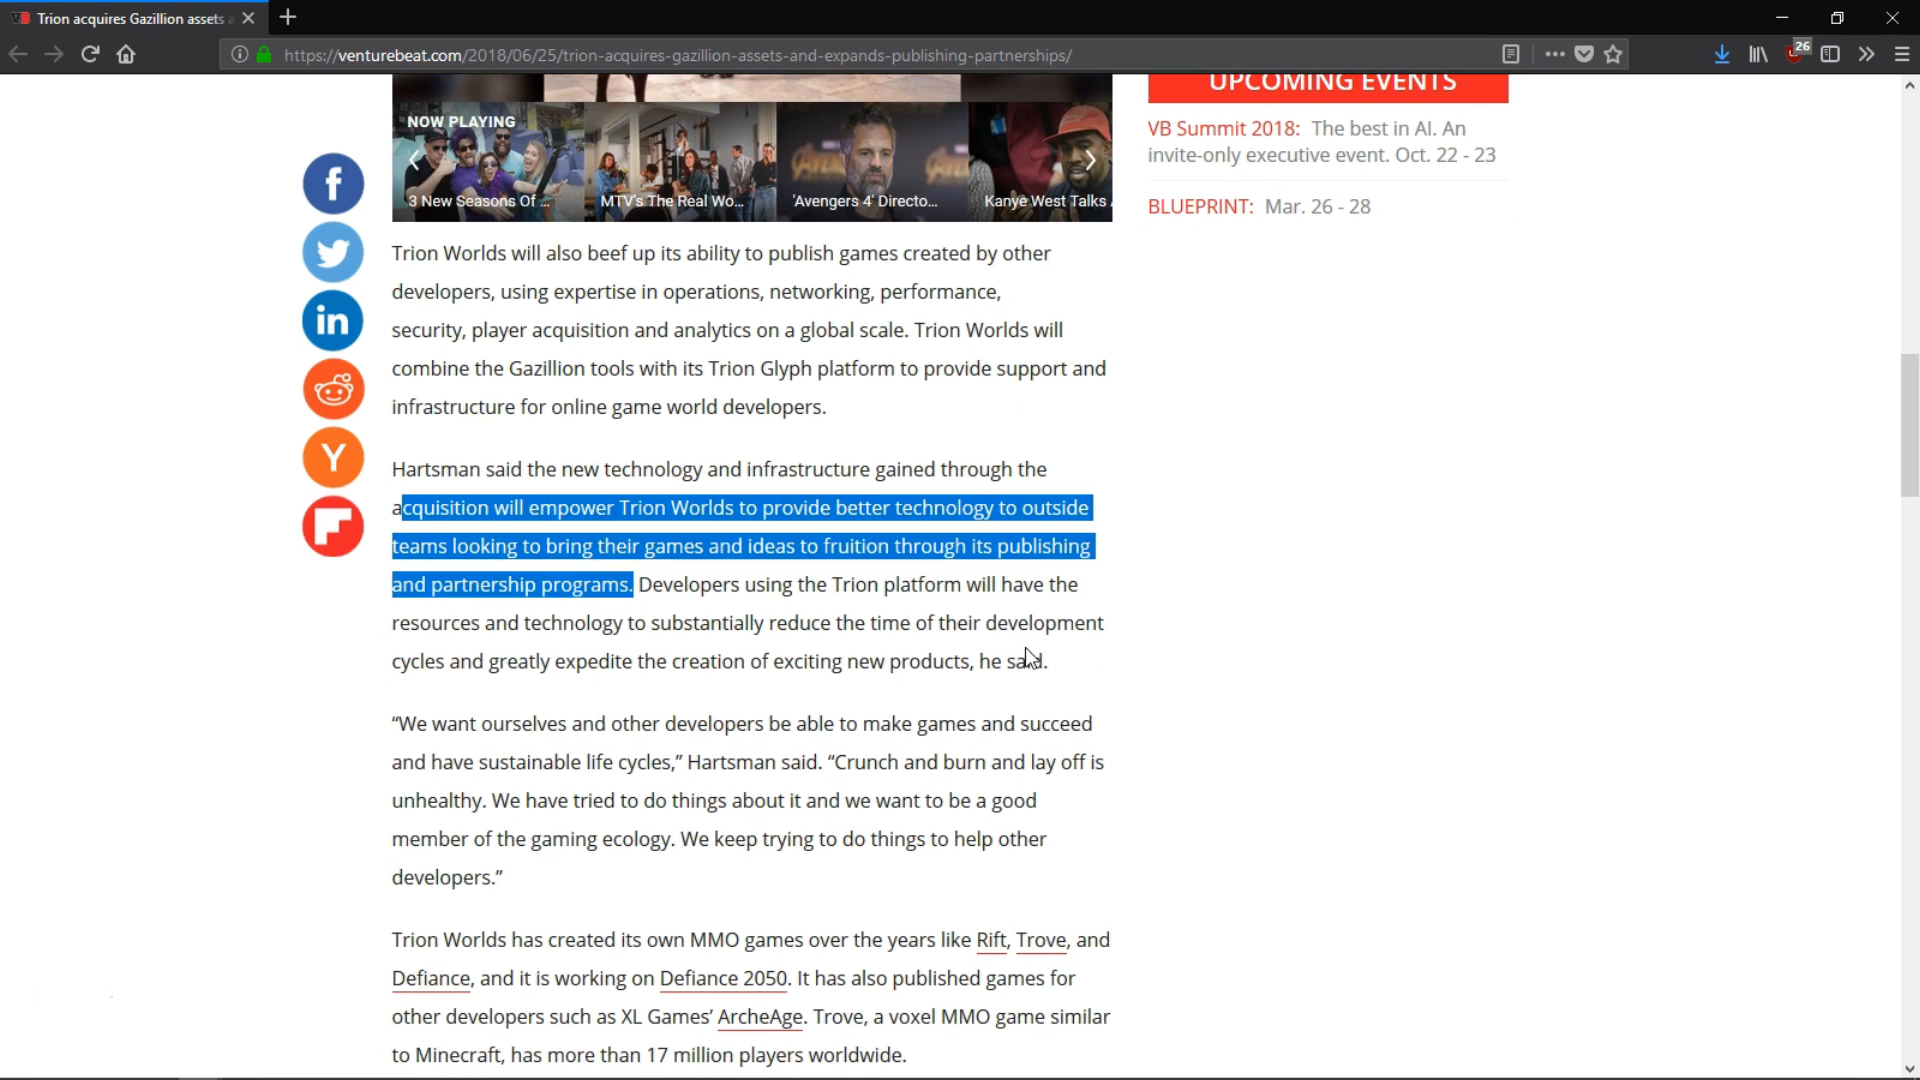 VB Trion acquires Gazillion assets a
https://venturebeat.com/2018/06/25/trion-acquires-gazillion-assets-and-expands-publishing-partnerships/
26
NOW PLAYING
3 New Seasons Of ...
MTV's The Real Wo...
'Avengers 4' Directo...
Kanye West Talks
UPCOMING EVENTS
VB Summit 2018: The best in AI. An
invite-only executive event. Oct. 22 - 23
BLUEPRINT: Mar. 26 - 28
f
in
Y
Trion Worlds will also beef up its ability to publish games created by other
developers, using expertise in operations, networking, performance,
security, player acquisition and analytics on a global scale. Trion Worlds will
combine the Gazillion tools with its Trion Glyph platform to provide support and
infrastructure for online game world developers.
Hartsman said the new technology and infrastructure gained through the
acquisition will empower Trion Worlds to provide better technology to outside
teams looking to bring their games and ideas to fruition through its publishing
and partnership programs. Developers using the Trion platform will have the
resources and technology to substantially reduce the time of their development
cycles and greatly expedite the creation of exciting new products, he said.
“We want ourselves and other developers be able to make games and succeed
and have sustainable life cycles,” Hartsman said. “Crunch and burn and lay off is
unhealthy. We have tried to do things about it and we want to be a good
member of the gaming ecology. We keep trying to do things to help other
developers.”
Trion Worlds has created its own MMO games over the years like Rift, Trove, and
Defiance, and it is working on Defiance 2050. It has also published games for
other developers such as XL Games’ ArcheAge. Trove, a voxel MMO game similar
to Minecraft, has more than 17 million players worldwide.